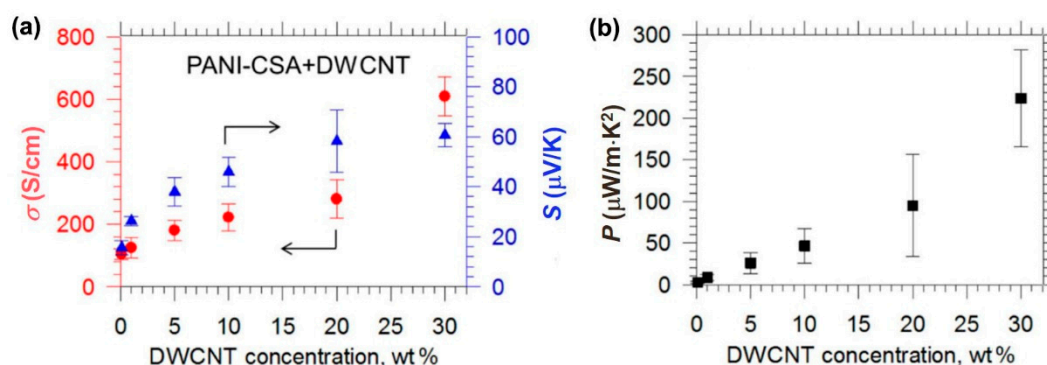 (a)
800
600
400
200
0
σ (S/cm)
PANI-CSA+DWCNT
100
80
60
40
20
0
S (μV/K)
0 5 10 15 20 25 30
DWCNT concentration, wt%
(b)
300
250
200
150
100
50
0
P (μW/m·K²)
0 5 10 15 20 25 30
DWCNT concentration, wt%